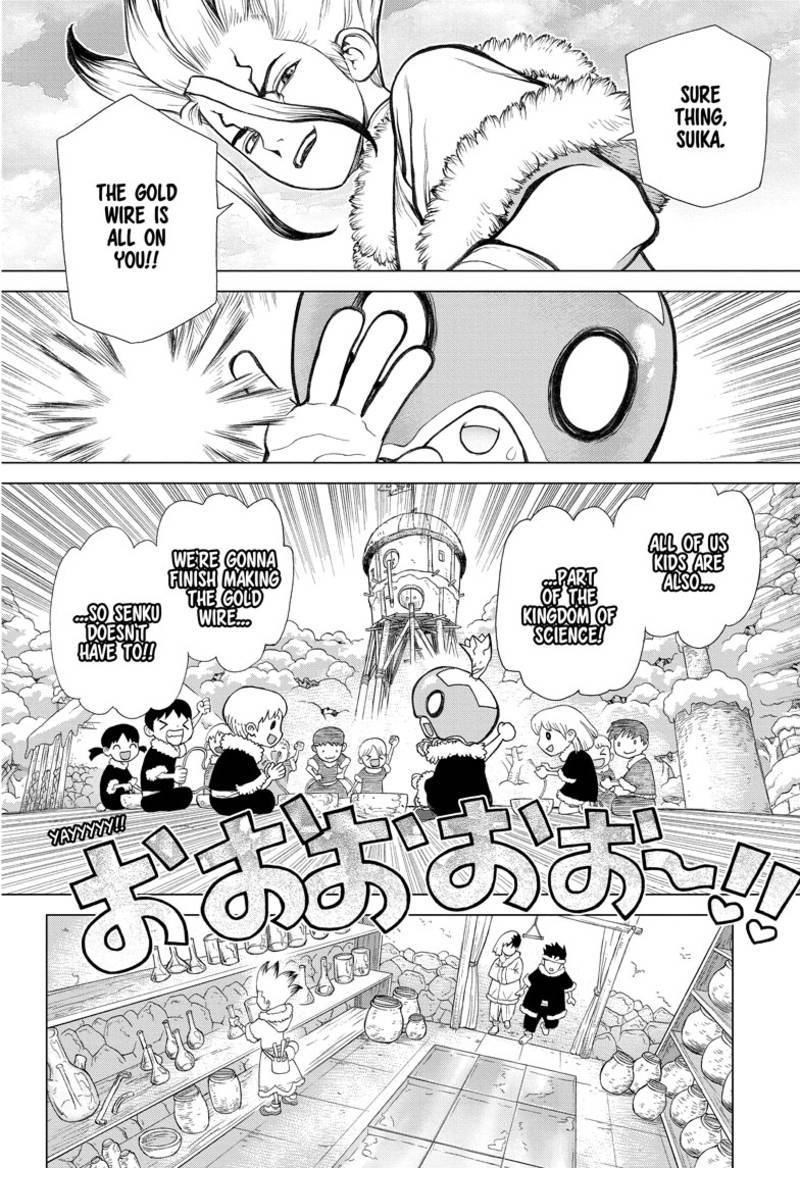 SURE
THING,
SUIKA.
THE GOLD
WIRE IS
ALL ON
YOU!!
ALL OF US
KIDS ARE
ALSO...
...PART
OF THE
KINGDOM OF
SCIENCE!
WE'RE GONNA
FINISH MAKING
THE GOLD
WIRE...
...SO SENKU
DOESN'T
HAVE TO!!
YAYYYYY!!
おおおおお〜!!